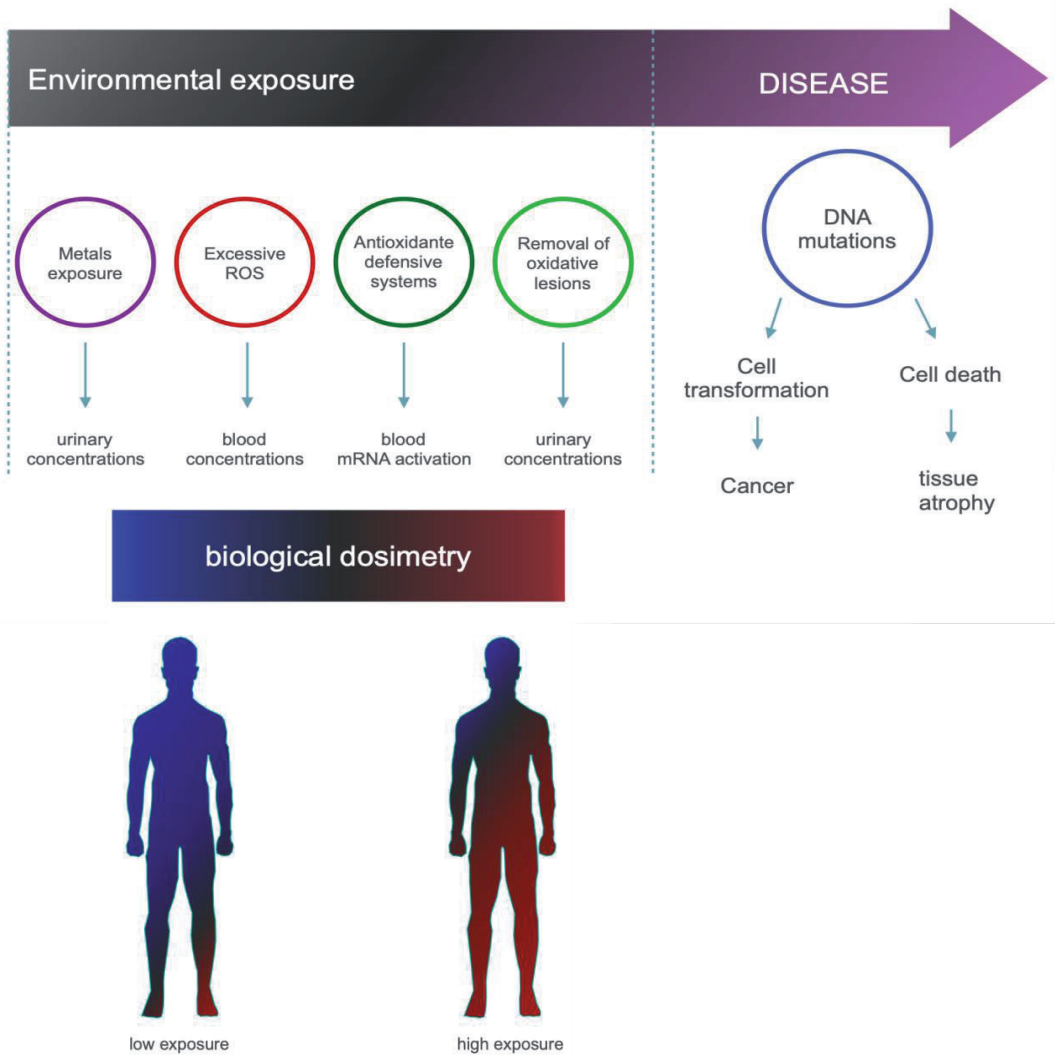 Environmental exposure
DISEASE
Metals
exposure
Excessive
ROS
Antioxidante
defensive
systems
Removal of
oxidative
lesions
DNA
mutations
urinary
concentrations
blood
concentrations
blood
mRNA activation
urinary
concentrations
Cell
transformation
Cell death
Cancer
tissue
atrophy
biological dosimetry
low exposure
high exposure